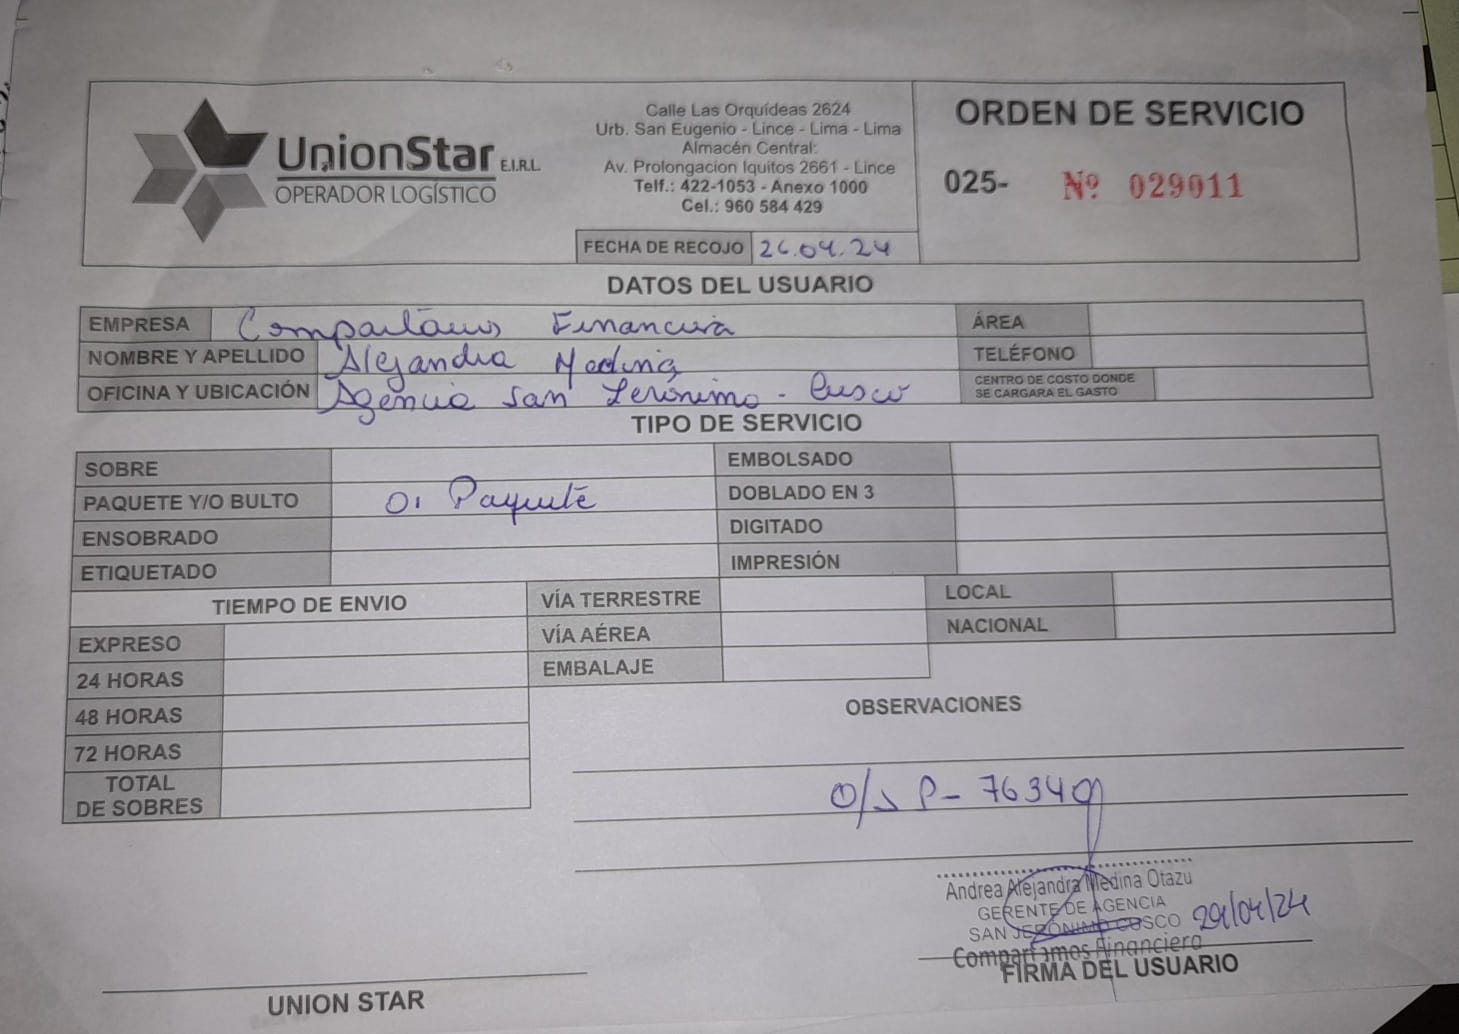 UnionStar E.I.R.L.
OPERADOR LOGÍSTICO
Calle Las Orquídeas 2624
Urb. San Eugenio - Lince - Lima - Lima
Almacén Central:
Av. Prolongacion Iquitos 2661 - Lince
Telf.: 422-1053 - Anexo 1000
Cel.: 960 584 429
FECHA DE RECOJO 26.04.24
ORDEN DE SERVICIO
025- Nº 029011
DATOS DEL USUARIO
EMPRESA Compartamos Financiera ÁREA
NOMBRE Y APELLIDO Alejandra Medina TELÉFONO
OFICINA Y UBICACIÓN Agencia San Jerónimo - Cusco CENTRO DE COSTO DONDE
SE CARGARA EL GASTO
TIPO DE SERVICIO
SOBRE EMBOLSADO
PAQUETE Y/O BULTO 01 Paquete DOBLADO EN 3
ENSOBRADO DIGITADO
ETIQUETADO IMPRESIÓN
TIEMPO DE ENVIO VÍA TERRESTRE LOCAL
EXPRESO VÍA AÉREA NACIONAL
24 HORAS EMBALAJE
48 HORAS
72 HORAS
TOTAL
DE SOBRES
OBSERVACIONES
O/S P- 76349
Andrea Alejandra Medina Otazu
GERENTE DE AGENCIA
SAN JERÓNIMO CUSCO 29/04/24
Compartamos Financiera
FIRMA DEL USUARIO
UNION STAR